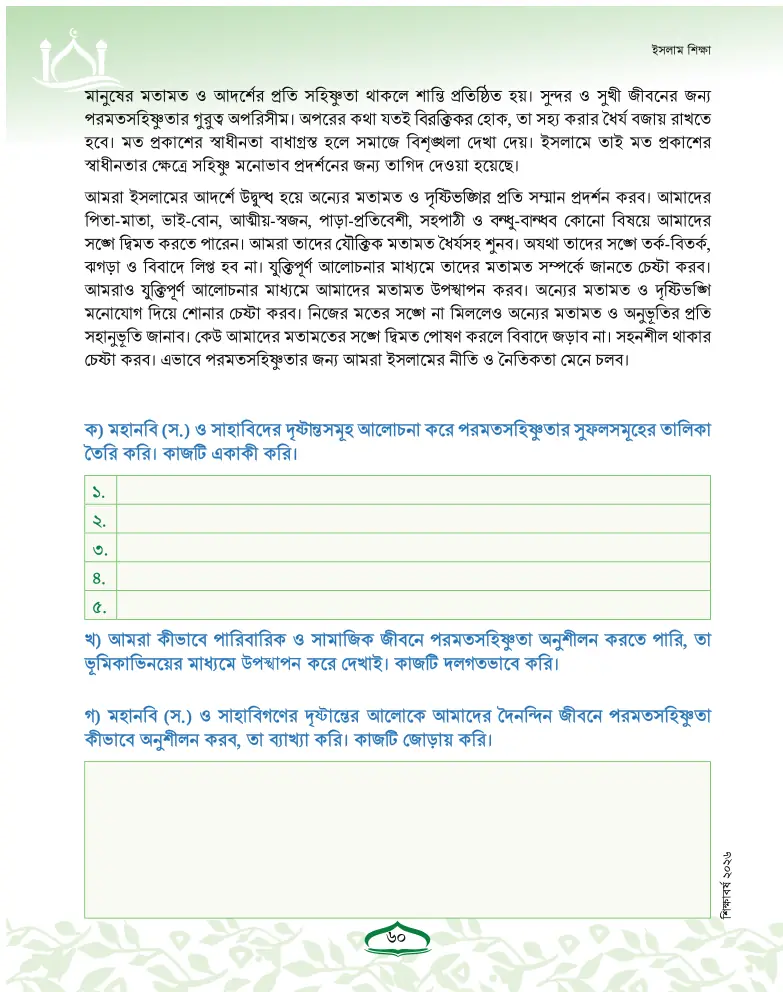 ইসলাম শিক্ষা
মানুষের মতামত ও আদর্শের প্রতি সহিষ্ণুতা থাকলে শান্তি প্রতিষ্ঠিত হয়। সুন্দর ও সুখী জীবনের জন্য
পরমতসহিষ্ণুতার গুরুত্ব অপরিসীম। অপরের কথা যতই বিরক্তিকর হোক, তা সহ্য করার ধৈর্য বজায় রাখতে
হবে। মত প্রকাশের স্বাধীনতা বাধাগ্রস্ত হলে সমাজে বিশৃঙ্খলা দেখা দেয়। ইসলামে তাই মত প্রকাশের
স্বাধীনতার ক্ষেত্রে সহিষ্ণু মনোভাব প্রদর্শনের জন্য তাগিদ দেওয়া হয়েছে।
আমরা ইসলামের আদর্শে উদ্বুদ্ধ হয়ে অন্যের মতামত ও দৃষ্টিভঙ্গির প্রতি সম্মান প্রদর্শন করব। আমাদের
পিতা-মাতা, ভাই-বোন, আত্মীয়-স্বজন, পাড়া-প্রতিবেশী, সহপাঠী ও বন্ধু-বান্ধব কোনো বিষয়ে আমাদের
সঙ্গে দ্বিমত করতে পারেন। আমরা তাদের যৌক্তিক মতামত ধৈর্যসহ শুনব। অযথা তাদের সঙ্গে তর্ক-বিতর্ক,
ঝগড়া ও বিবাদে লিপ্ত হব না। যুক্তিপূর্ণ আলোচনার মাধ্যমে তাদের মতামত সম্পর্কে জানতে চেষ্টা করব।
আমরাও যুক্তিপূর্ণ আলোচনার মাধ্যমে আমাদের মতামত উপস্থাপন করব। অন্যের মতামত ও দৃষ্টিভঙ্গি
মনোযোগ দিয়ে শোনার চেষ্টা করব। নিজের মতের সঙ্গে না মিললেও অন্যের মতামত ও অনুভূতির প্রতি
সহানুভূতি জানাব। কেউ আমাদের মতামতের সঙ্গে দ্বিমত পোষণ করলে বিবাদে জড়াব না। সহনশীল থাকার
চেষ্টা করব। এভাবে পরমতসহিষ্ণুতার জন্য আমরা ইসলামের নীতি ও নৈতিকতা মেনে চলব।
ক) মহানবি (স.) ও সাহাবিদের দৃষ্টান্তসমূহ আলোচনা করে পরমতসহিষ্ণুতার সুফলসমূহের তালিকা
তৈরি করি। কাজটি একাকী করি।
১.
২.
৩.
৪.
৫.
খ) আমরা কীভাবে পারিবারিক ও সামাজিক জীবনে পরমতসহিষ্ণুতা অনুশীলন করতে পারি, তা
ভূমিকাভিনয়ের মাধ্যমে উপস্থাপন করে দেখাই। কাজটি দলগতভাবে করি।
গ) মহানবি (স.) ও সাহাবিগণের দৃষ্টান্তের আলোকে আমাদের দৈনন্দিন জীবনে পরমতসহিষ্ণুতা
কীভাবে অনুশীলন করব, তা ব্যাখ্যা করি। কাজটি জোড়ায় করি।
শিক্ষাবর্ষ ২০২৬
৬০